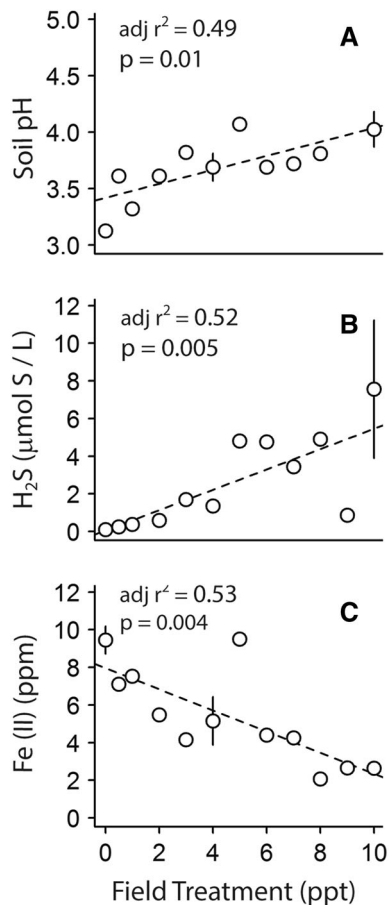 adj r² = 0.49
p = 0.01
A
Soil pH
5.0
4.5
4.0
3.5
3.0
adj r² = 0.52
p = 0.005
B
H₂S (µmol S / L)
12
10
8
6
4
2
0
adj r² = 0.53
p = 0.004
C
Fe (II) (ppm)
12
10
8
6
4
2
0
0 2 4 6 8 10
Field Treatment (ppt)